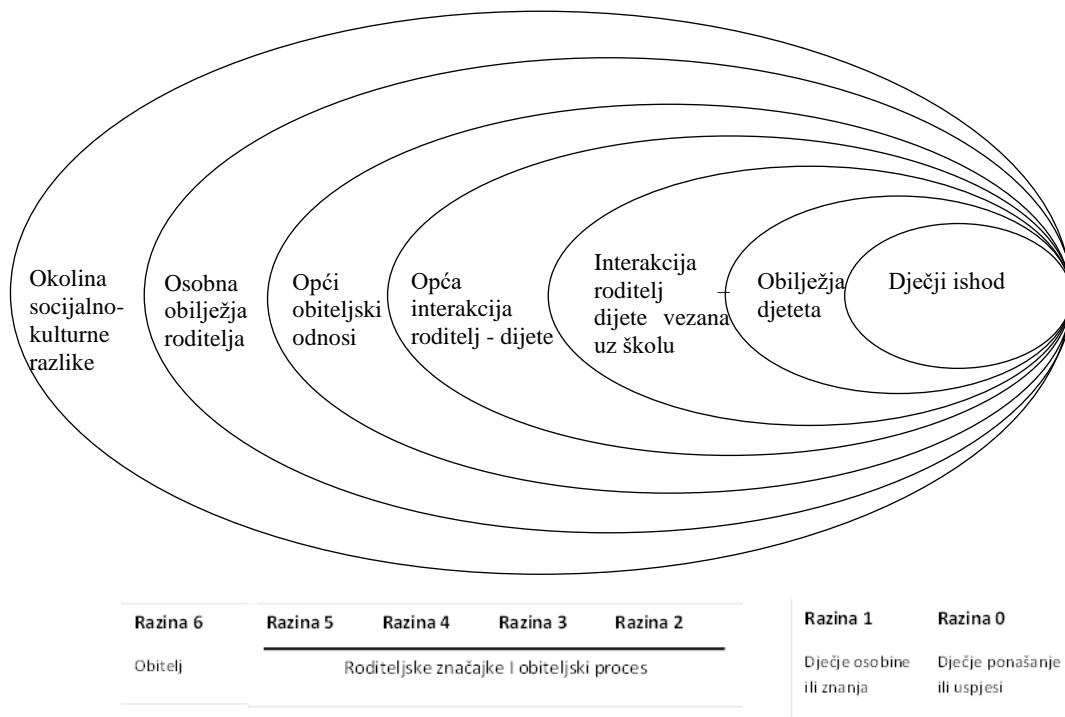 Okolina
socijalno-
kulturne
razlike
Osobna
obilježja
roditelja
Opći
obiteljski
odnosi
Opća
interakcija
roditelj - dijete
Interakcija
roditelj –
dijete vezana
uz školu
Obilježja
djeteta
Dječji ishod
Razina 6 Razina 5 Razina 4 Razina 3 Razina 2 Razina 1 Razina 0
Obitelj Roditeljske značajke I obiteljski proces Dječje osobine Dječje ponašanje
ili znanja ili uspjesi